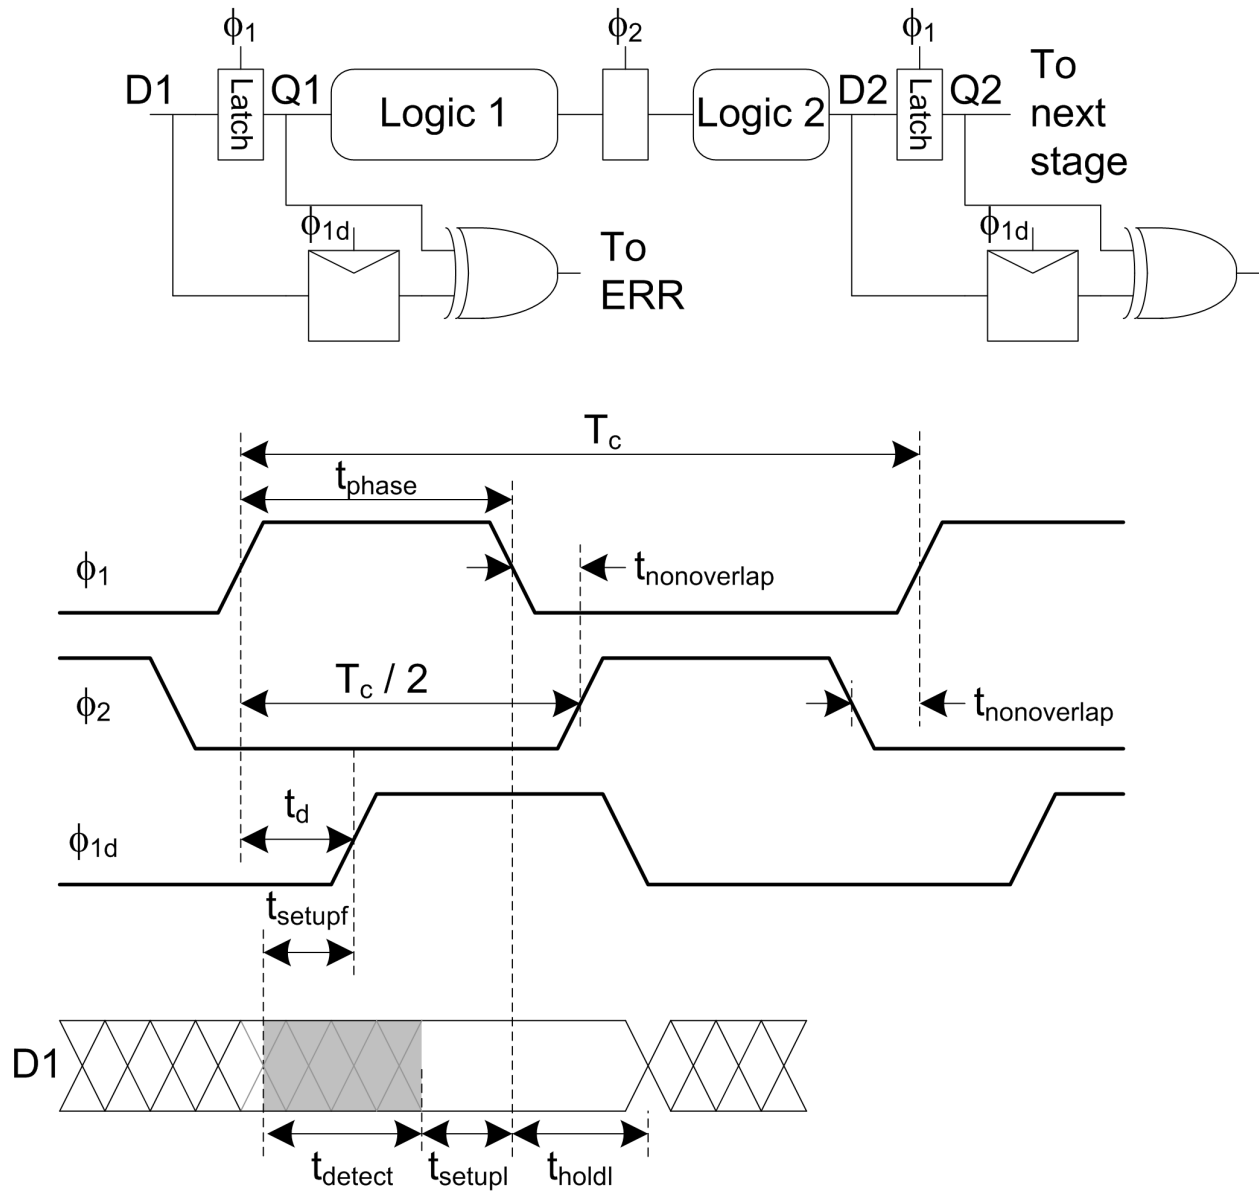 ϕ1
ϕ2
ϕ1
D1
Latch
Q1
Logic 1
Logic 2
D2
Latch
Q2
To
next
stage
ϕ1d
To
ERR
ϕ1d
Tc
tphase
ϕ1
tnonoverlap
Tc / 2
ϕ2
tnonoverlap
td
ϕ1d
tsetupf
D1
tdetect
tsetupl
tholdl